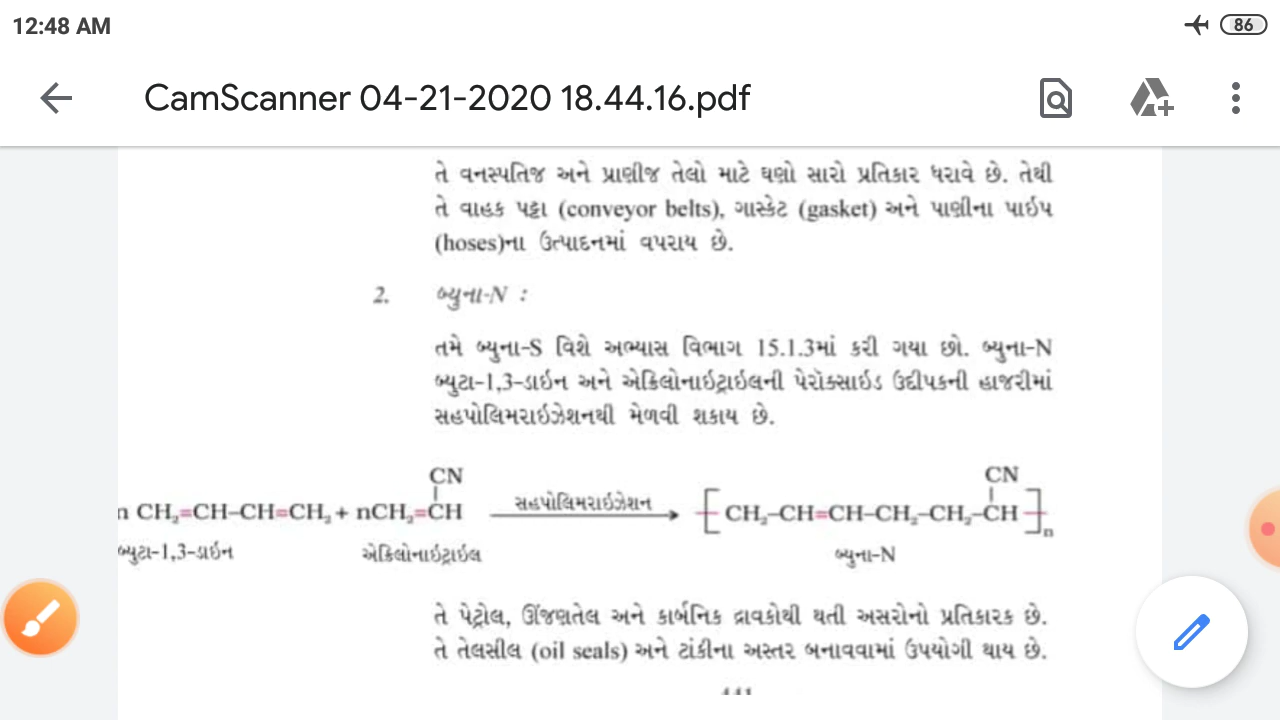 12:48 AM
86
CamScanner 04-21-2020 18.44.16.pdf
તે વનસ્પતિજ અને પ્રાણીજ તેલો માટે ઘણો સારો પ્રતિકાર ધરાવે છે. તેથી
તે વાહક પટ્ટા (conveyor belts), ગાસ્કેટ (gasket) અને પાણીના પાઇપ
(hoses)ના ઉત્પાદનમાં વપરાય છે.
2. બ્યુના-N :
તમે બ્યુના-S વિશે અભ્યાસ વિભાગ 15.1.3માં કરી ગયા છો. બ્યુના-N
બ્યુટા-1,3-ડાઇન અને એક્રિલોનાઇટ્રાઇલની પેરૉક્સાઇડ ઉદ્દીપકની હાજરીમાં
સહપોલિમરાઇઝેશનથી મેળવી શકાય છે.
CN CN
n CH₂=CH–CH=CH₂ + nCH₂=CH સહપોલિમરાઇઝેશન → [ CH₂–CH=CH–CH₂–CH₂–CH ]n
બ્યુટા-1,3-ડાઇન એક્રિલોનાઇટ્રાઇલ બ્યુના-N
તે પેટ્રોલ, ઊંજણતેલ અને કાર્બનિક દ્રાવકોથી થતી અસરોનો પ્રતિકારક છે.
તે તેલસીલ (oil seals) અને ટાંકીના અસ્તર બનાવવામાં ઉપયોગી થાય છે.